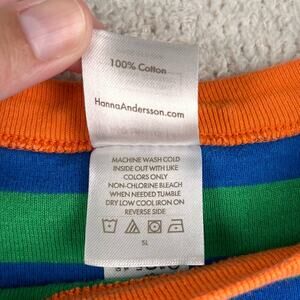 100% Cotton
HannaAndersson.com
MACHINE WASH COLD
INSIDE OUT WITH LIKE
COLORS ONLY
NON-CHLORINE BLEACH
WHEN NEEDED TUMBLE
DRY LOW COOL IRON ON
REVERSE SIDE
SL